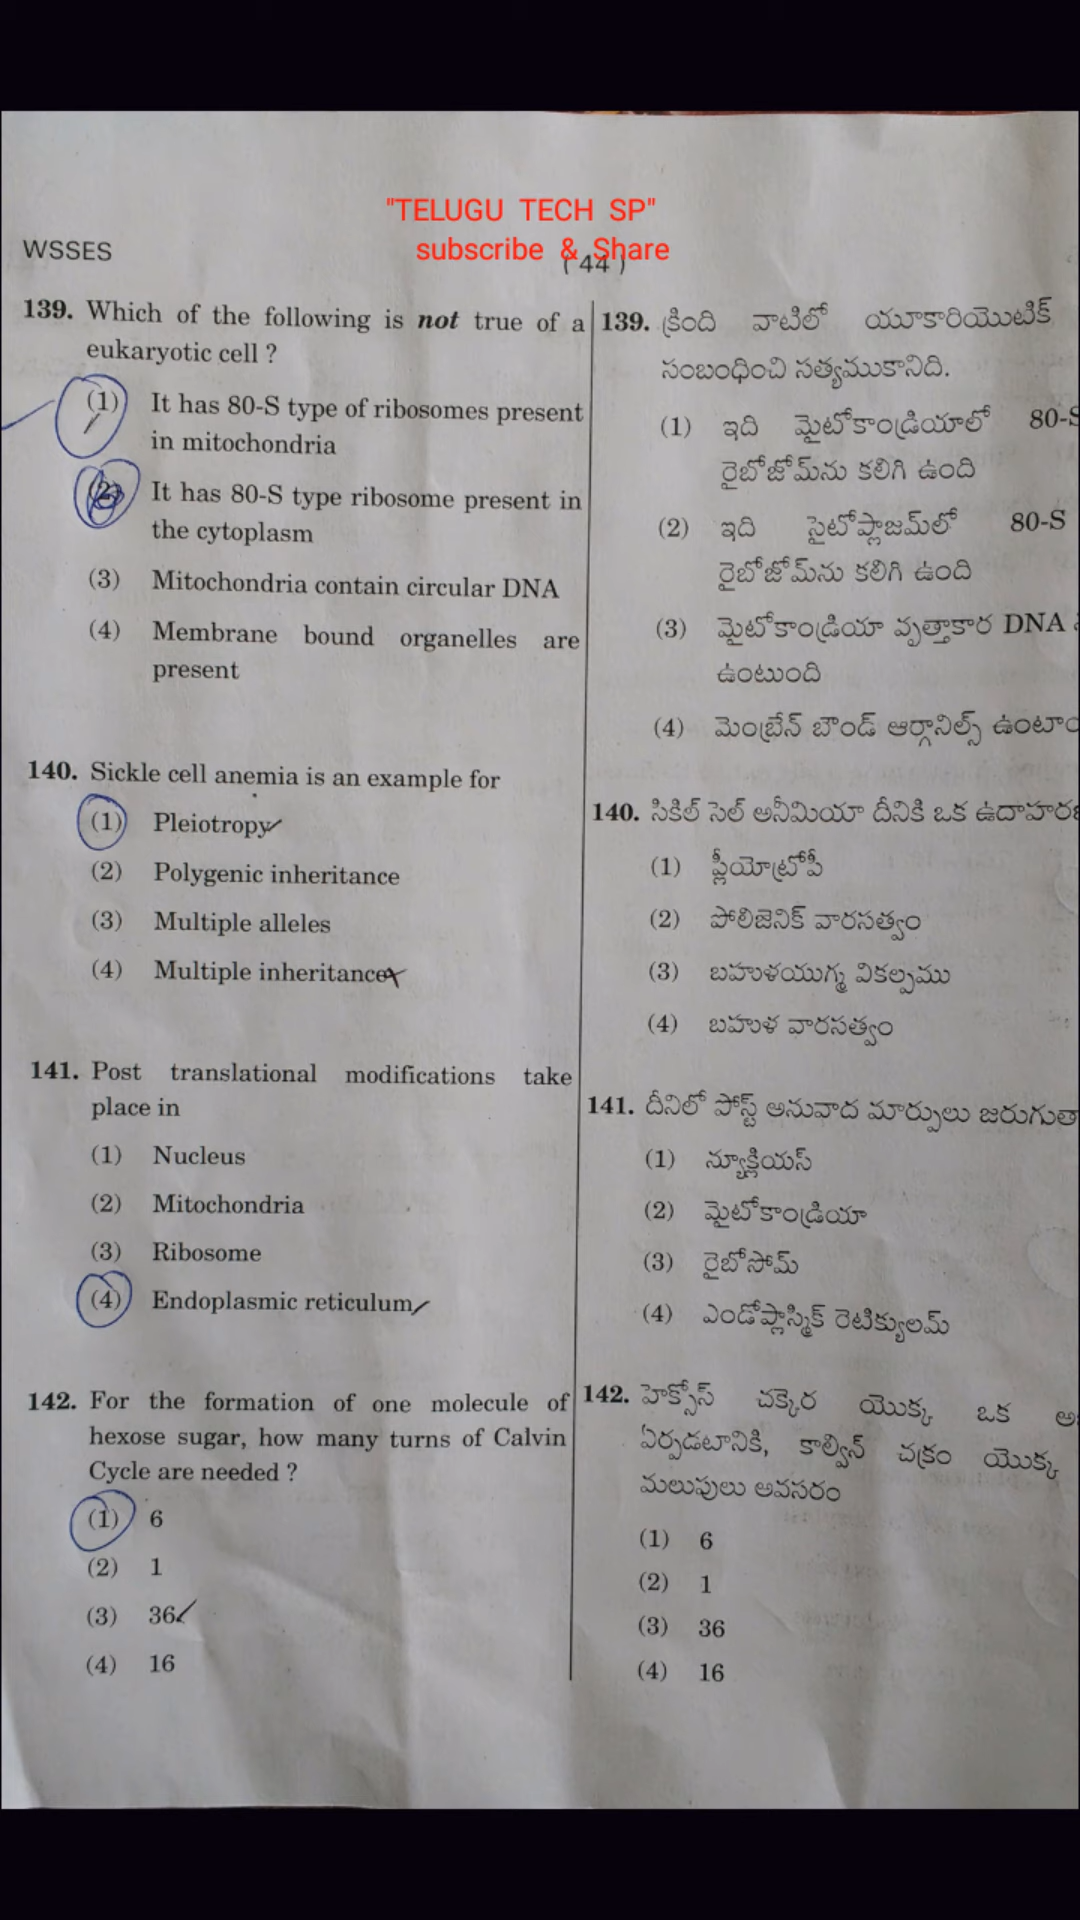 "TELUGU TECH SP"
subscribe & Share
WSSES
( 44 )
139. Which of the following is not true of a
eukaryotic cell ?
(1) It has 80-S type of ribosomes present
in mitochondria
(2) It has 80-S type ribosome present in
the cytoplasm
(3) Mitochondria contain circular DNA
(4) Membrane bound organelles are
present
140. Sickle cell anemia is an example for
(1) Pleiotropy
(2) Polygenic inheritance
(3) Multiple alleles
(4) Multiple inheritance
141. Post translational modifications take
place in
(1) Nucleus
(2) Mitochondria
(3) Ribosome
(4) Endoplasmic reticulum
142. For the formation of one molecule of
hexose sugar, how many turns of Calvin
Cycle are needed ?
(1) 6
(2) 1
(3) 36
(4) 16
139. క్రింది వాటిలో యూకారియొటిక్
సంబంధించి సత్యముకానిది.
(1) ఇది మైటోకాండ్రియాలో 80-S
రైబోజోమ్‌ను కలిగి ఉంది
(2) ఇది సైటోప్లాజమ్‌లో 80-S
రైబోజోమ్‌ను కలిగి ఉంది
(3) మైటోకాండ్రియా వృత్తాకార DNA
ఉంటుంది
(4) మెంబ్రేన్ బౌండ్ ఆర్గానిల్స్
140. సికిల్ సెల్ అనీమియా దీనికి ఒక
(1) ప్లీయోట్రోపీ
(2) పోలిజెనిక్ వారసత్వం
(3) బహుళయుగ్మ వికల్పము
(4) బహుళ వారసత్వం
141. దీనిలో పోస్ట్ అనువాద మార్పులు
(1) న్యూక్లియస్
(2) మైటోకాండ్రియా
(3) రైబోసోమ్
(4) ఎండోప్లాస్మిక్ రెటిక్యులమ్
142. హెక్సోస్ చక్కెర యొక్క ఒక
ఏర్పడటానికి, కాల్విన్ చక్రం యొక్క
మలుపులు అవసరం
(1) 6
(2) 1
(3) 36
(4) 16